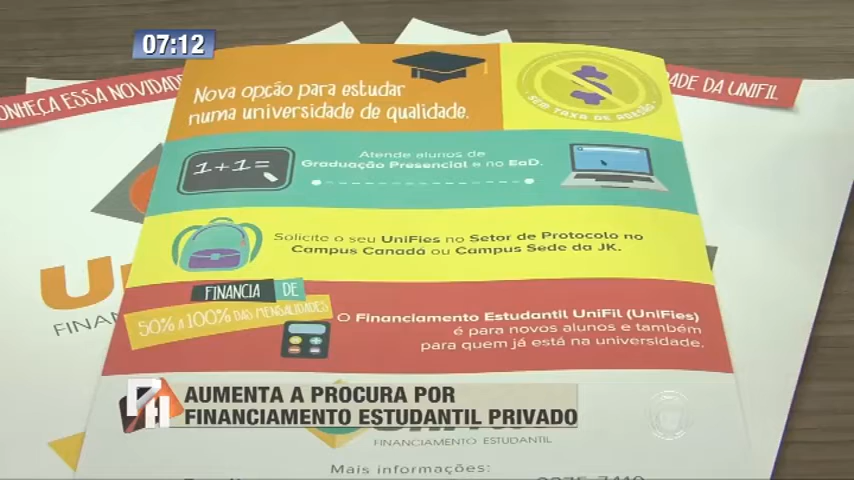 07:12
ONHEÇA ESSA NOVIDADE
DADE DA UNIFIL
Nova opção para estudar
numa universidade de qualidade.
SEM TAXA DE ADESÃO
1+1=
Atende alunos de
Graduação Presencial e no EaD.
Solicite o seu UniFies no Setor de Protocolo no
Campus Canadá ou Campus Sede da JK.
FINANCIA DE
50% A 100% DAS MENSALIDADES
O Financiamento Estudantil UniFil (UniFies)
é para novos alunos e também
para quem já está na universidade.
FINAN
AUMENTA A PROCURA POR
FINANCIAMENTO ESTUDANTIL PRIVADO
FINANCIAMENTO ESTUDANTIL
Mais informações: